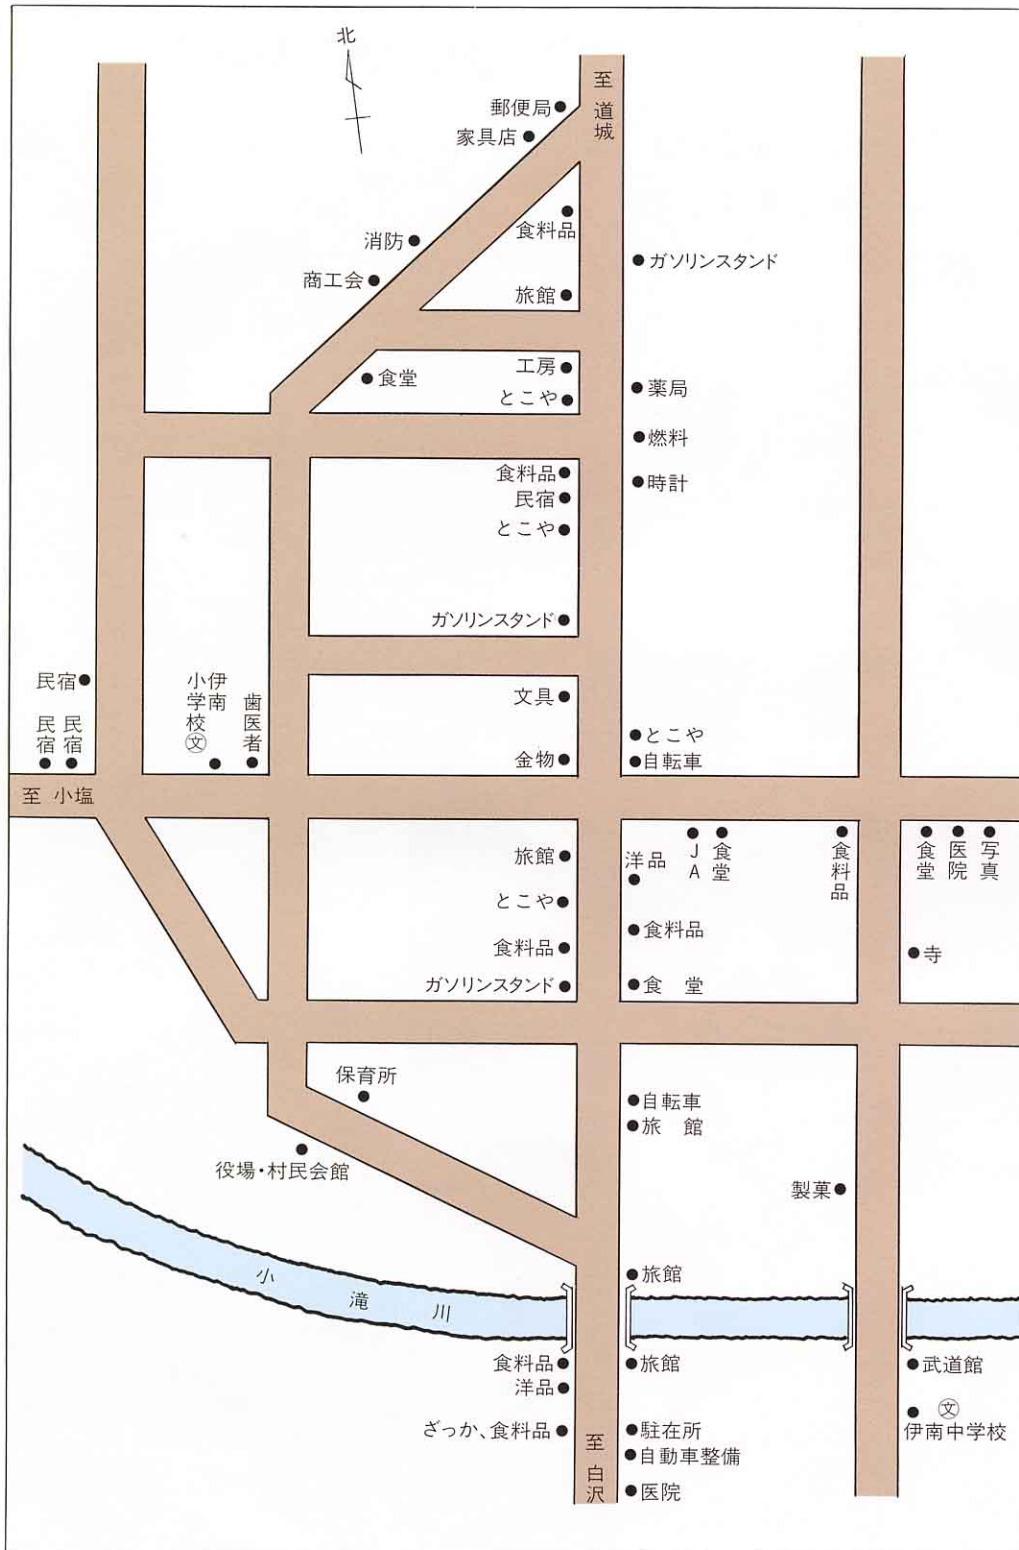 北
至 道城
郵便局
家具店
消防
食料品
商工会
ガソリンスタンド
旅館
工房
食堂
薬局
とこや
燃料
食料品
時計
民宿
とこや
ガソリンスタンド
民宿
伊南
小学校
文
歯医者
民宿
民宿
文具
とこや
金物
自転車
至 小塩
旅館
洋品
JA
食堂
食料品
食堂
医院
写真
とこや
食料品
食料品
寺
ガソリンスタンド
食 堂
保育所
自転車
旅 館
役場・村民会館
製菓
旅館
小滝川
食料品
旅館
武道館
洋品
ざっか、食料品
駐在所
文
伊南中学校
自動車整備
至 白沢
医院